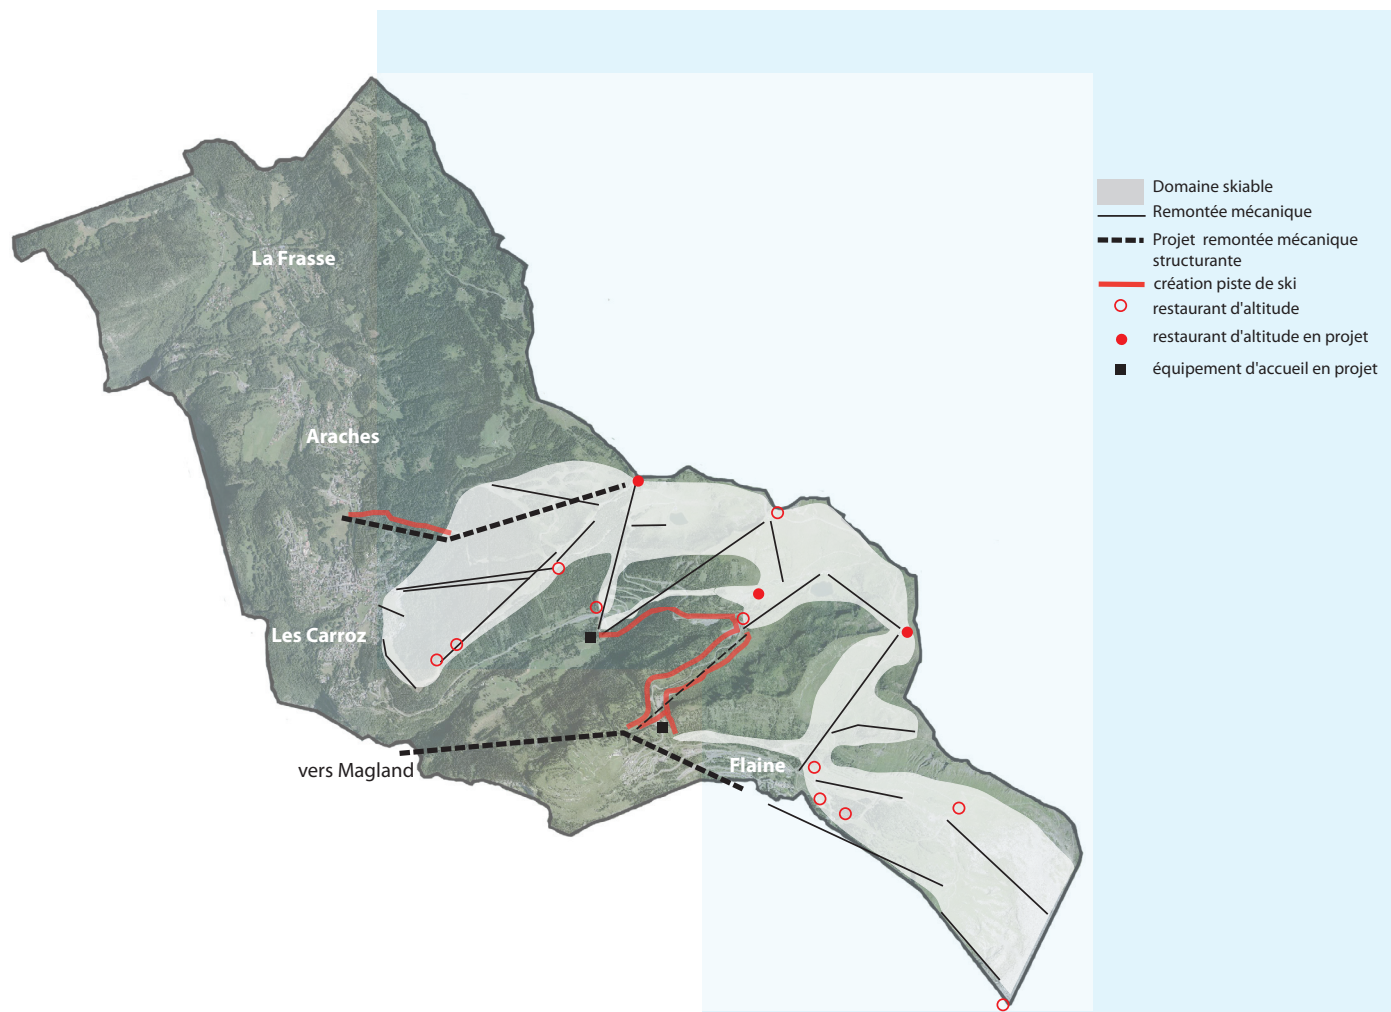 Domaine skiable
Remontée mécanique
Projet remontée mécanique
structurante
création piste de ski
restaurant d'altitude
restaurant d'altitude en projet
équipement d'accueil en projet
La Frasse
Araches
Les Carroz
vers Magland
Flaine